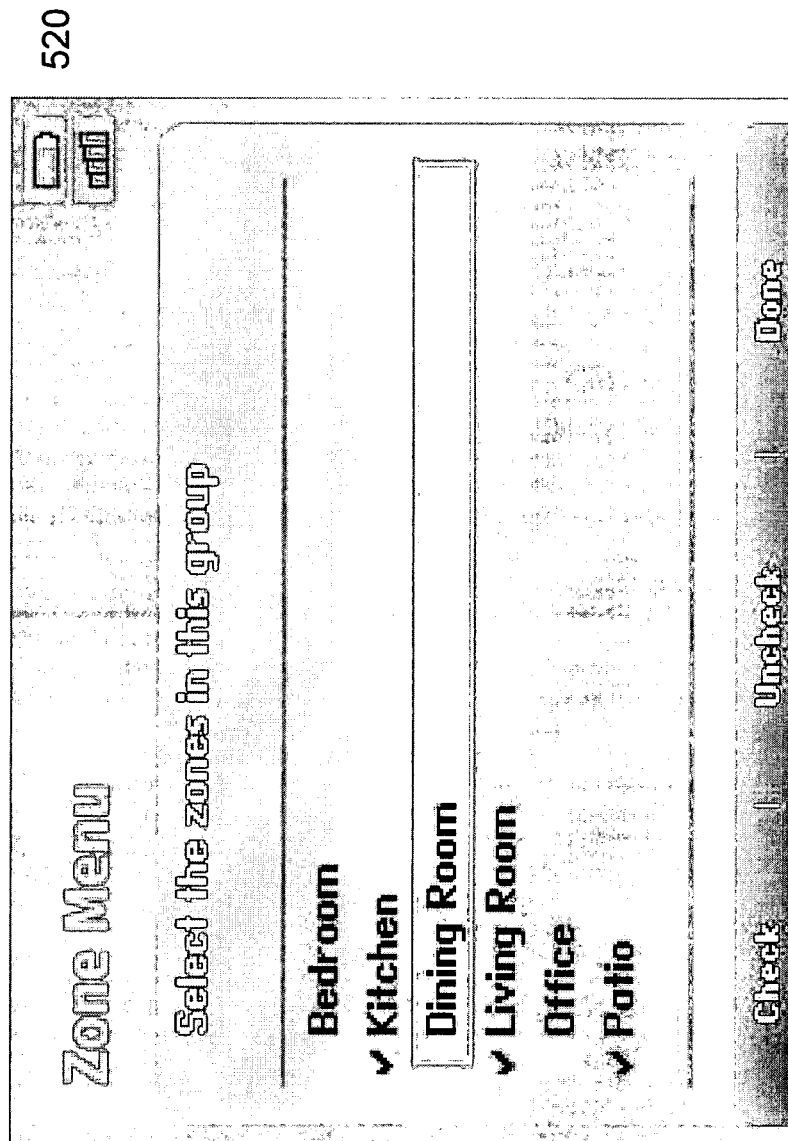 520
Zone Menu
Select the zones in this group
Bedroom
✓ Kitchen
Dining Room
✓ Living Room
Office
✓ Patio
Check | Uncheck | Done